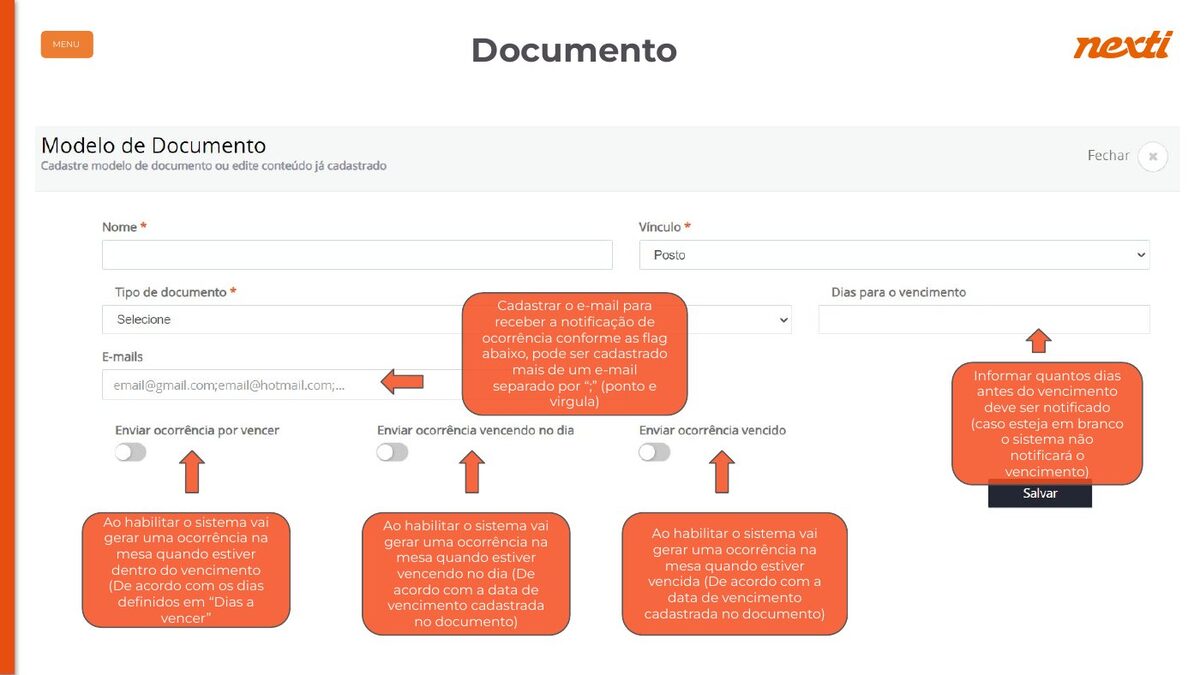 MENU
Documento
nexti
Modelo de Documento
Cadastre modelo de documento ou edite conteúdo já cadastrado
Fechar
Nome *
Vínculo *
Posto
Tipo de documento *
Selecione
Dias para o vencimento
E-mails
email@gmail.com;email@hotmail.com;...
Cadastrar o e-mail para
receber a notificação de
ocorrência conforme as flag
abaixo, pode ser cadastrado
mais de um e-mail
separado por “;” (ponto e
virgula)
Informar quantos dias
antes do vencimento
deve ser notificado
(caso esteja em branco
o sistema não
notificará o
vencimento)
Enviar ocorrência por vencer
Enviar ocorrência vencendo no dia
Enviar ocorrência vencido
Salvar
Ao habilitar o sistema vai
gerar uma ocorrência na
mesa quando estiver
dentro do vencimento
(De acordo com os dias
definidos em “Dias a
vencer”
Ao habilitar o sistema vai
gerar uma ocorrência na
mesa quando estiver
vencendo no dia (De
acordo com a data de
vencimento cadastrada
no documento)
Ao habilitar o sistema vai
gerar uma ocorrência na
mesa quando estiver
vencida (De acordo com a
data de vencimento
cadastrada no documento)